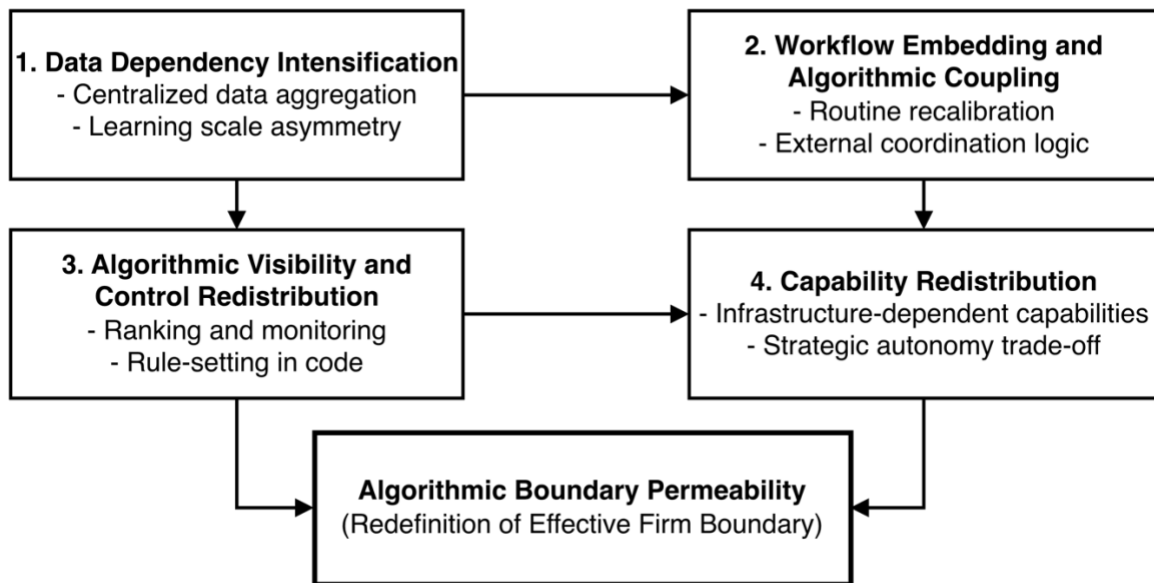 1. Data Dependency Intensification
- Centralized data aggregation
- Learning scale asymmetry
2. Workflow Embedding and
Algorithmic Coupling
- Routine recalibration
- External coordination logic
3. Algorithmic Visibility and
Control Redistribution
- Ranking and monitoring
- Rule-setting in code
4. Capability Redistribution
- Infrastructure-dependent capabilities
- Strategic autonomy trade-off
Algorithmic Boundary Permeability
(Redefinition of Effective Firm Boundary)